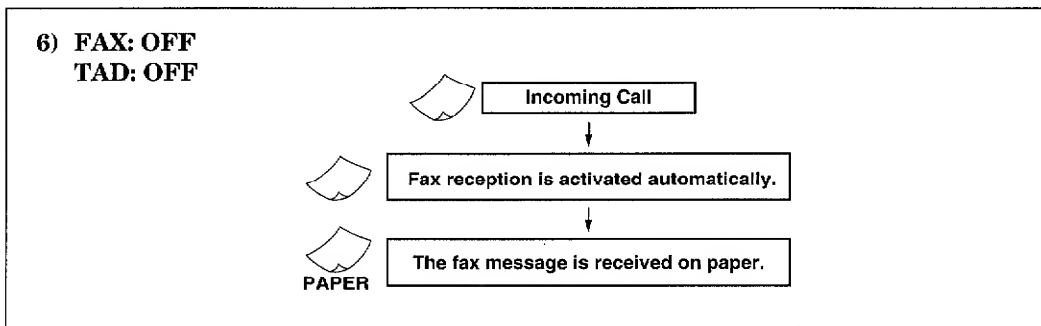 6) FAX: OFF
TAD: OFF
Incoming Call
Fax reception is activated automatically.
The fax message is received on paper.
PAPER